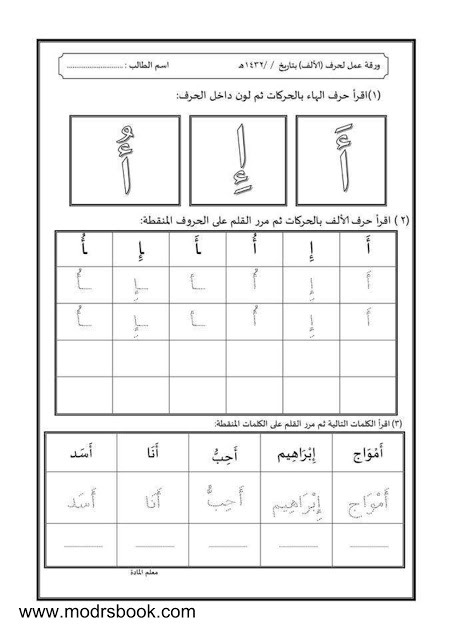 ورقة عمل لحرف (الألف) بتاريخ / /١٤٣٢هـ اسم الطالب : ..............................
(١)اقرأ حرف الهاء بالحركات ثم لون داخل الحرف:
أَ إِ أُ
(٢ ) اقرأ حرف الألف بالحركات ثم مرر القلم على الحروف المنقطة:
أَ إِ أُ ـأَ ـإِ ـأُ
أَ إِ أُ ـأَ ـإِ ـأُ
أَ إِ أُ ـأَ ـإِ ـأُ
(٣) اقرأ الكلمات التالية ثم مرر القلم على الكلمات المنقطة:
أَمْوَاج إِبْرَاهِيم أُحِبُّ أَنَا أَسَد
أَمْوَاج إِبْرَاهِيم أُحِبُّ أَنَا أَسَد
معلم المادة
www.modrsbook.com